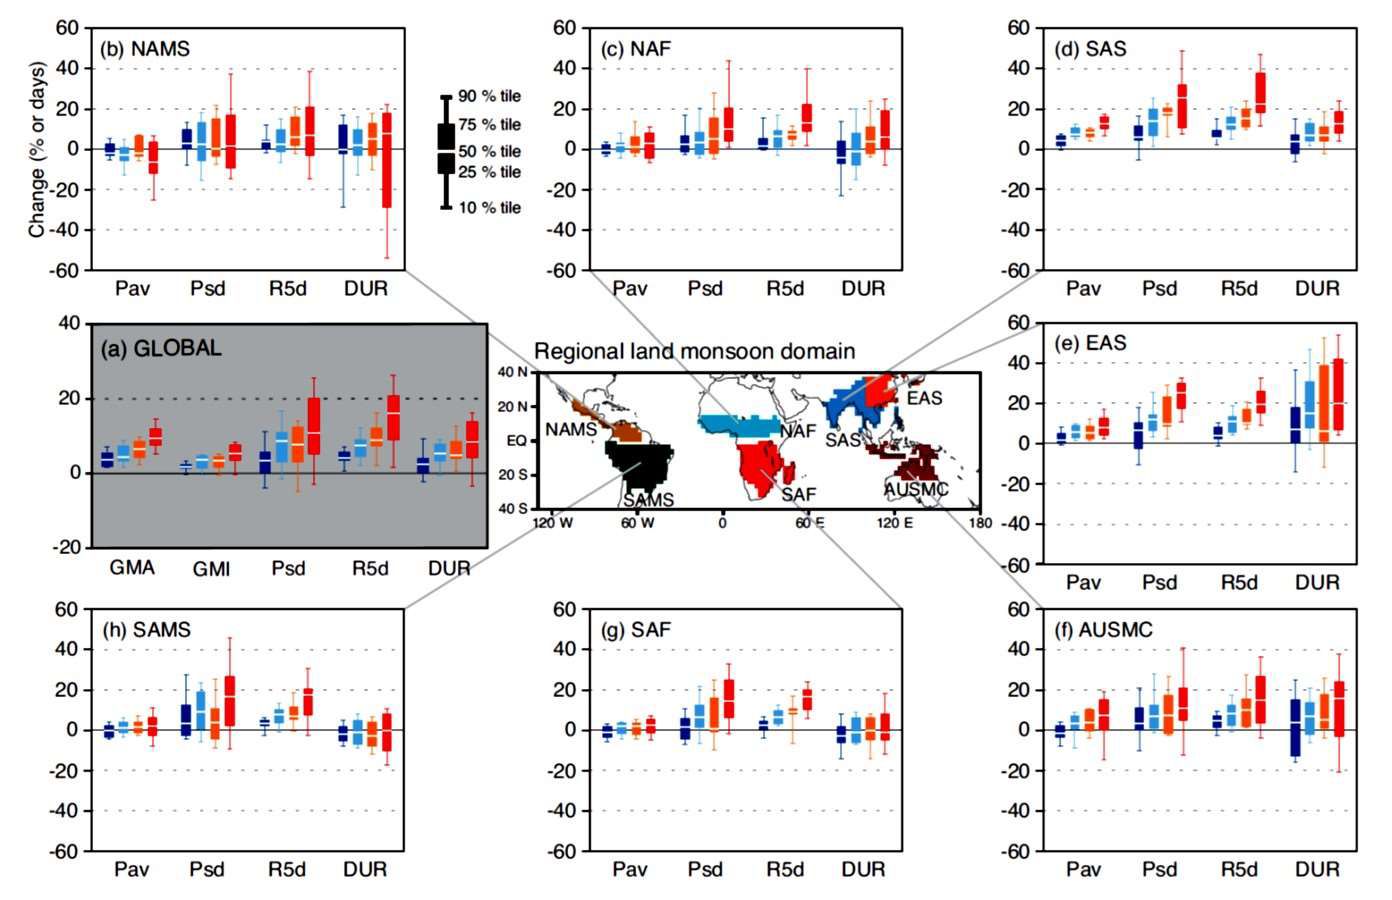 60
40
20
0
-20
-40
-60
Change (% or days)
(b) NAMS
Pav Psd R5d DUR
90 % tile
75 % tile
50 % tile
25 % tile
10 % tile
60
40
20
0
-20
-40
-60
(c) NAF
Pav Psd R5d DUR
60
40
20
0
-20
-40
-60
(d) SAS
Pav Psd R5d DUR
40
20
0
-20
(a) GLOBAL
GMA GMI Psd R5d DUR
Regional land monsoon domain
40 N
20 N
EQ
20 S
40 S
NAMS
SAMS
NAF
SAF
SAS
EAS
AUSMC
120 W 60 W 0 60 E 120 E 180
60
40
20
0
-20
-40
-60
(e) EAS
Pav Psd R5d DUR
60
40
20
0
-20
-40
-60
(h) SAMS
Pav Psd R5d DUR
60
40
20
0
-20
-40
-60
(g) SAF
Pav Psd R5d DUR
60
40
20
0
-20
-40
-60
(f) AUSMC
Pav Psd R5d DUR